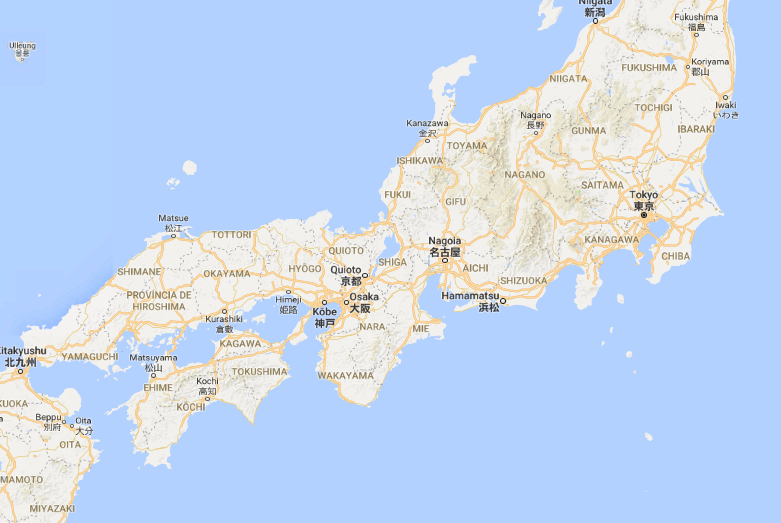 Niigata
新潟
Fukushima
福島
Ulleung
울릉
FUKUSHIMA
Koriyama
郡山
NIIGATA
TOCHIGI
Iwaki
いわき
Nagano
長野
Kanazawa
金沢
GUNMA
IBARAKI
TOYAMA
ISHIKAWA
NAGANO
SAITAMA
FUKUI
GIFU
Tokyo
東京
Matsue
松江
TOTTORI
Nagoia
名古屋
KANAGAWA
QUIOTO
SHIGA
AICHI
CHIBA
SHIMANE
OKAYAMA
HYŌGO
Quioto
京都
SHIZUOKA
PROVÍNCIA DE
HIROSHIMA
Himeji
姫路
Osaka
大阪
Hamamatsu
浜松
Kurashiki
倉敷
Kōbe
神戸
NARA
MIE
Kitakyushu
北九州
YAMAGUCHI
Matsuyama
松山
KAGAWA
TOKUSHIMA
WAKAYAMA
EHIME
Kochi
高知
KŌCHI
KUOKA
Beppu
別府
Oita
大分
OITA
MAMOTO
MIYAZAKI